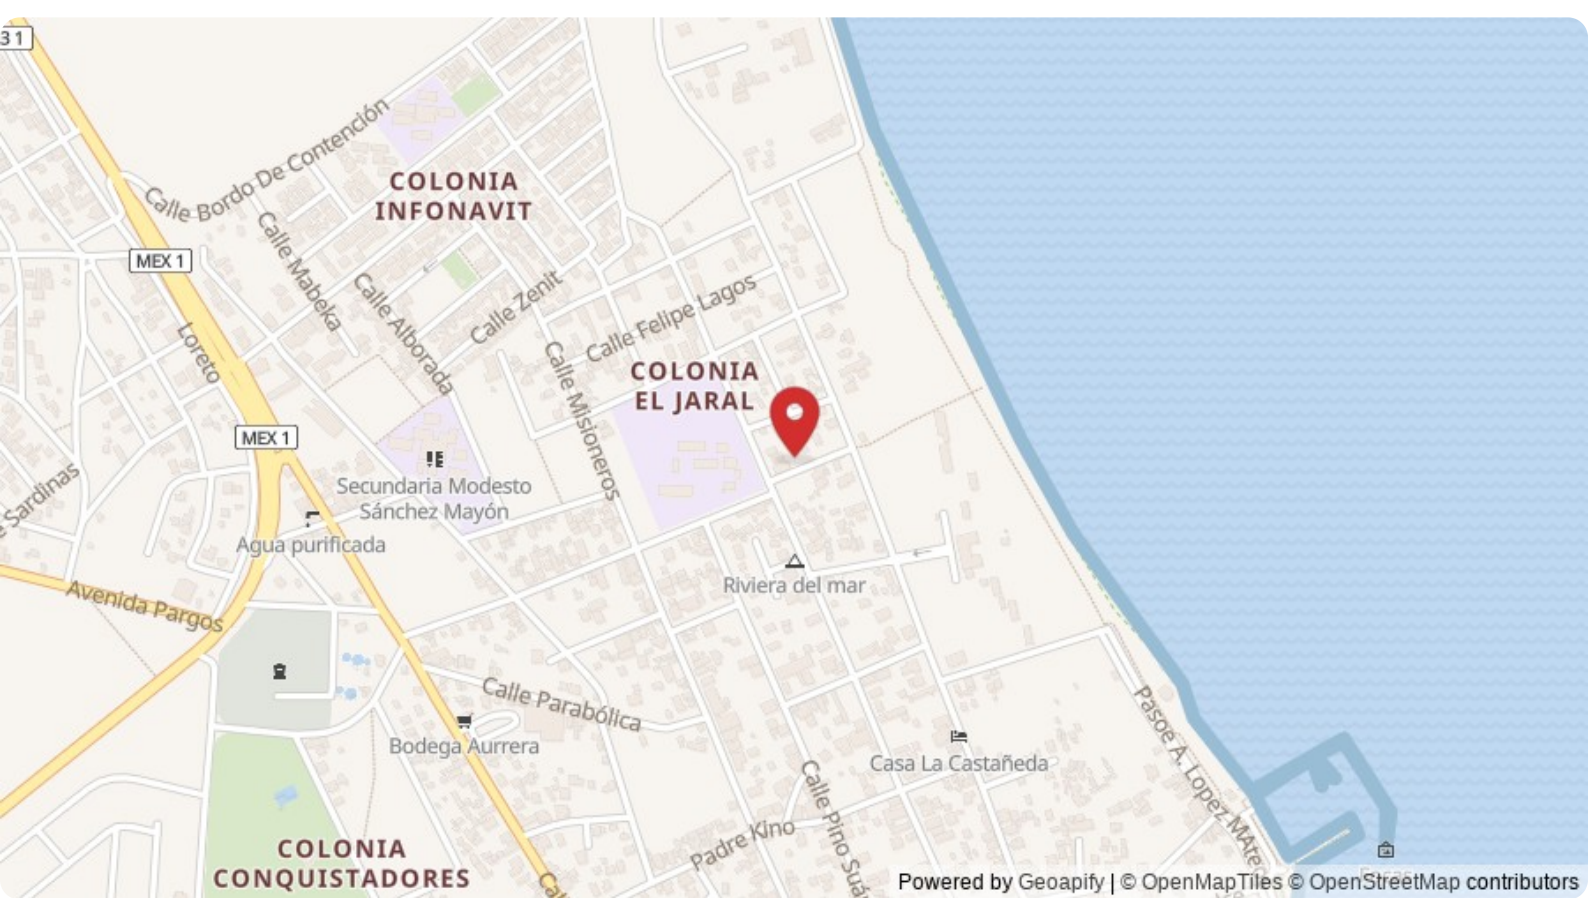 31
Calle Bordo De Contención
COLONIA
INFONAVIT
MEX 1
Calle Mabeka
Calle Alborada
Calle Zenit
Calle Felipe Lagos
Loreto
Calle Misioneros
COLONIA
EL JARAL
MEX 1
Sardinas
Secundaria Modesto
Sánchez Mayón
Agua purificada
Riviera del mar
Avenida Pargos
Calle Parabólica
Bodega Aurrera
Casa La Castañeda
Pasoe A. Lopez MAteo
Calle Pino Suá
Padre Kino
COLONIA
CONQUISTADORES
Cal
Powered by Geoapify | © OpenMapTiles © OpenStreetMap contributors